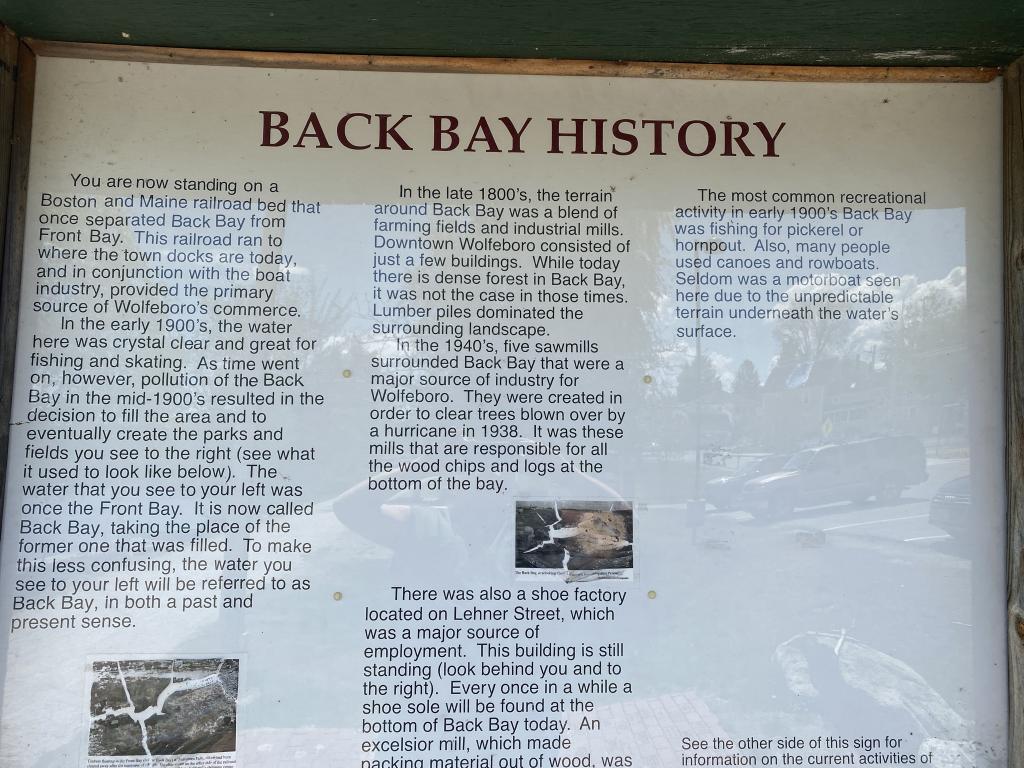 BACK BAY HISTORY
You are now standing on a
Boston and Maine railroad bed that
once separated Back Bay from
Front Bay. This railroad ran to
where the town docks are today,
and in conjunction with the boat
industry, provided the primary
source of Wolfeboro's commerce.
In the early 1900's, the water
here was crystal clear and great for
fishing and skating. As time went
on, however, pollution of the Back
Bay in the mid-1900's resulted in the
decision to fill the area and to
eventually create the parks and
fields you see to the right (see what
it used to look like below). The
water that you see to your left was
once the Front Bay. It is now called
Back Bay, taking the place of the
former one that was filled. To make
this less confusing, the water you
see to your left will be referred to as
Back Bay, in both a past and
present sense.
In the late 1800's, the terrain
around Back Bay was a blend of
farming fields and industrial mills.
Downtown Wolfeboro consisted of
just a few buildings. While today
there is dense forest in Back Bay,
it was not the case in those times.
Lumber piles dominated the
surrounding landscape.
In the 1940's, five sawmills
surrounded Back Bay that were a
major source of industry for
Wolfeboro. They were created in
order to clear trees blown over by
a hurricane in 1938. It was these
mills that are responsible for all
the wood chips and logs at the
bottom of the bay.
There was also a shoe factory
located on Lehner Street, which
was a major source of
employment. This building is still
standing (look behind you and to
the right). Every once in a while a
shoe sole will be found at the
bottom of Back Bay today. An
excelsior mill, which made
packing material out of wood, was
The most common recreational
activity in early 1900's Back Bay
was fishing for pickerel or
hornpout. Also, many people
used canoes and rowboats.
Seldom was a motorboat seen
here due to the unpredictable
terrain underneath the water's
surface.
See the other side of this sign for
information on the current activities of